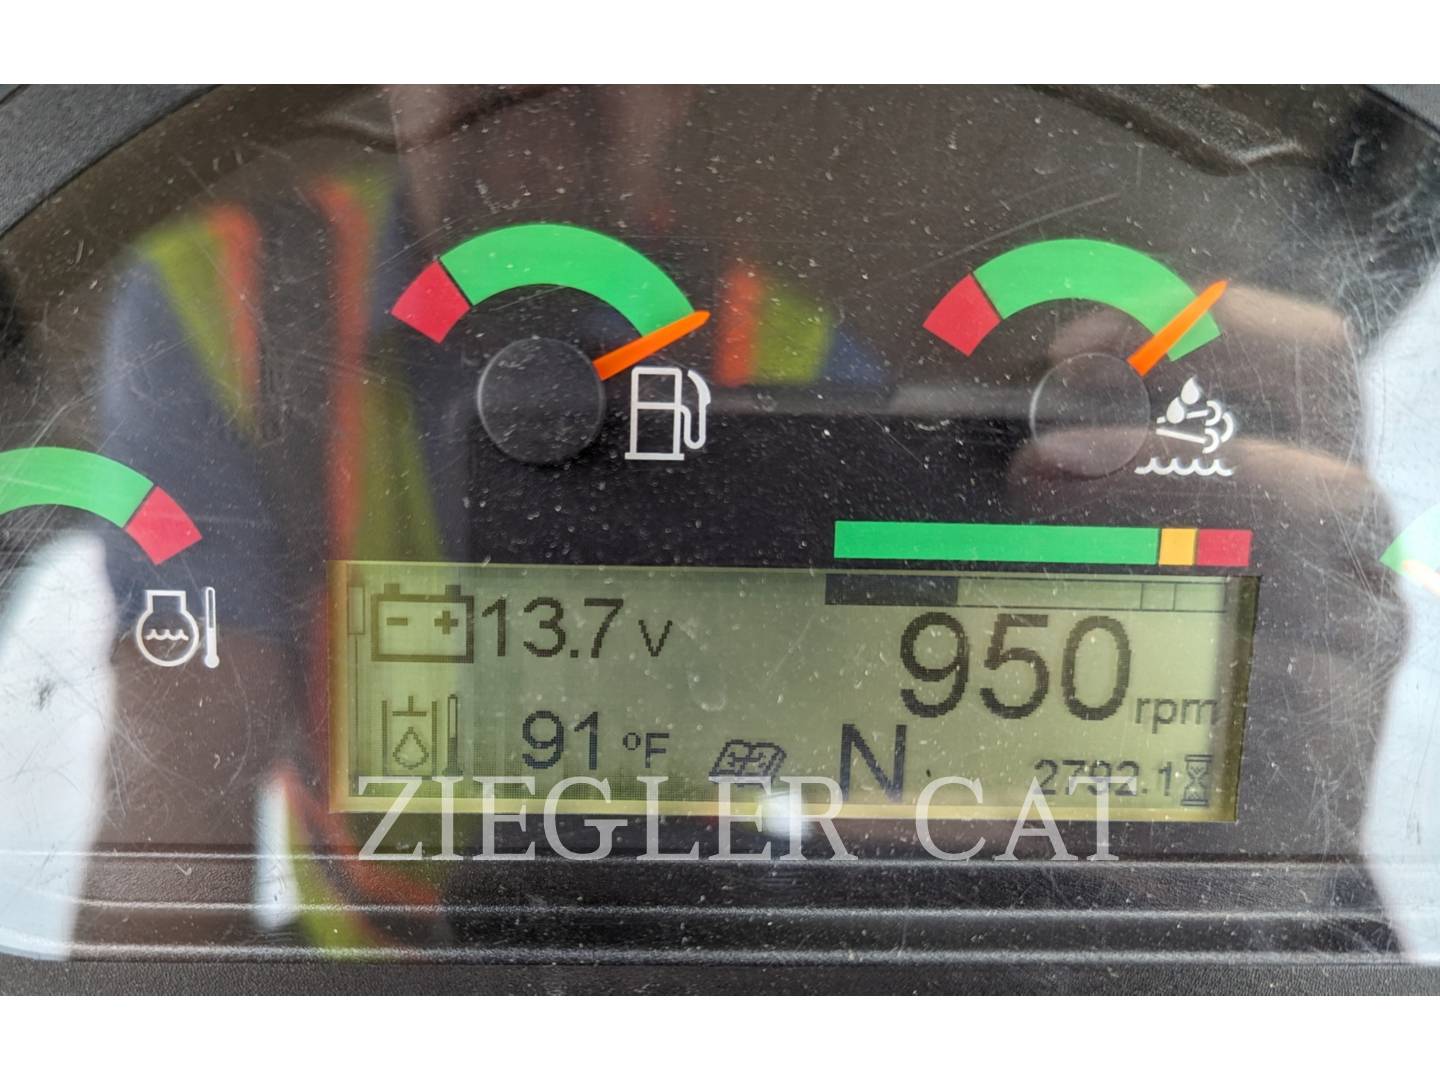 13.7 V
950 rpm
91 °F
N
2792.1
ZIEGLER CAT